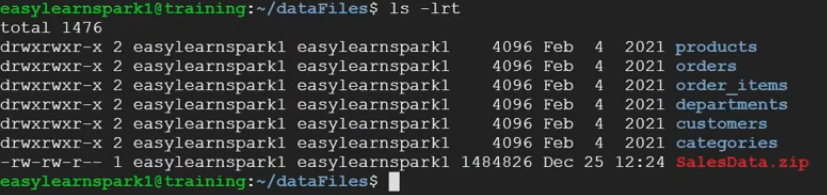 easylearnspark1@training:~/dataFiles$ ls -lrt
total 1476
drwxrwxr-x 2 easylearnspark1 easylearnspark1    4096 Feb  4  2021 products
drwxrwxr-x 2 easylearnspark1 easylearnspark1    4096 Feb  4  2021 orders
drwxrwxr-x 2 easylearnspark1 easylearnspark1    4096 Feb  4  2021 order_items
drwxrwxr-x 2 easylearnspark1 easylearnspark1    4096 Feb  4  2021 departments
drwxrwxr-x 2 easylearnspark1 easylearnspark1    4096 Feb  4  2021 customers
drwxrwxr-x 2 easylearnspark1 easylearnspark1    4096 Feb  4  2021 categories
-rw-rw-r-- 1 easylearnspark1 easylearnspark1 1484826 Dec 25 12:24 SalesData.zip
easylearnspark1@training:~/dataFiles$